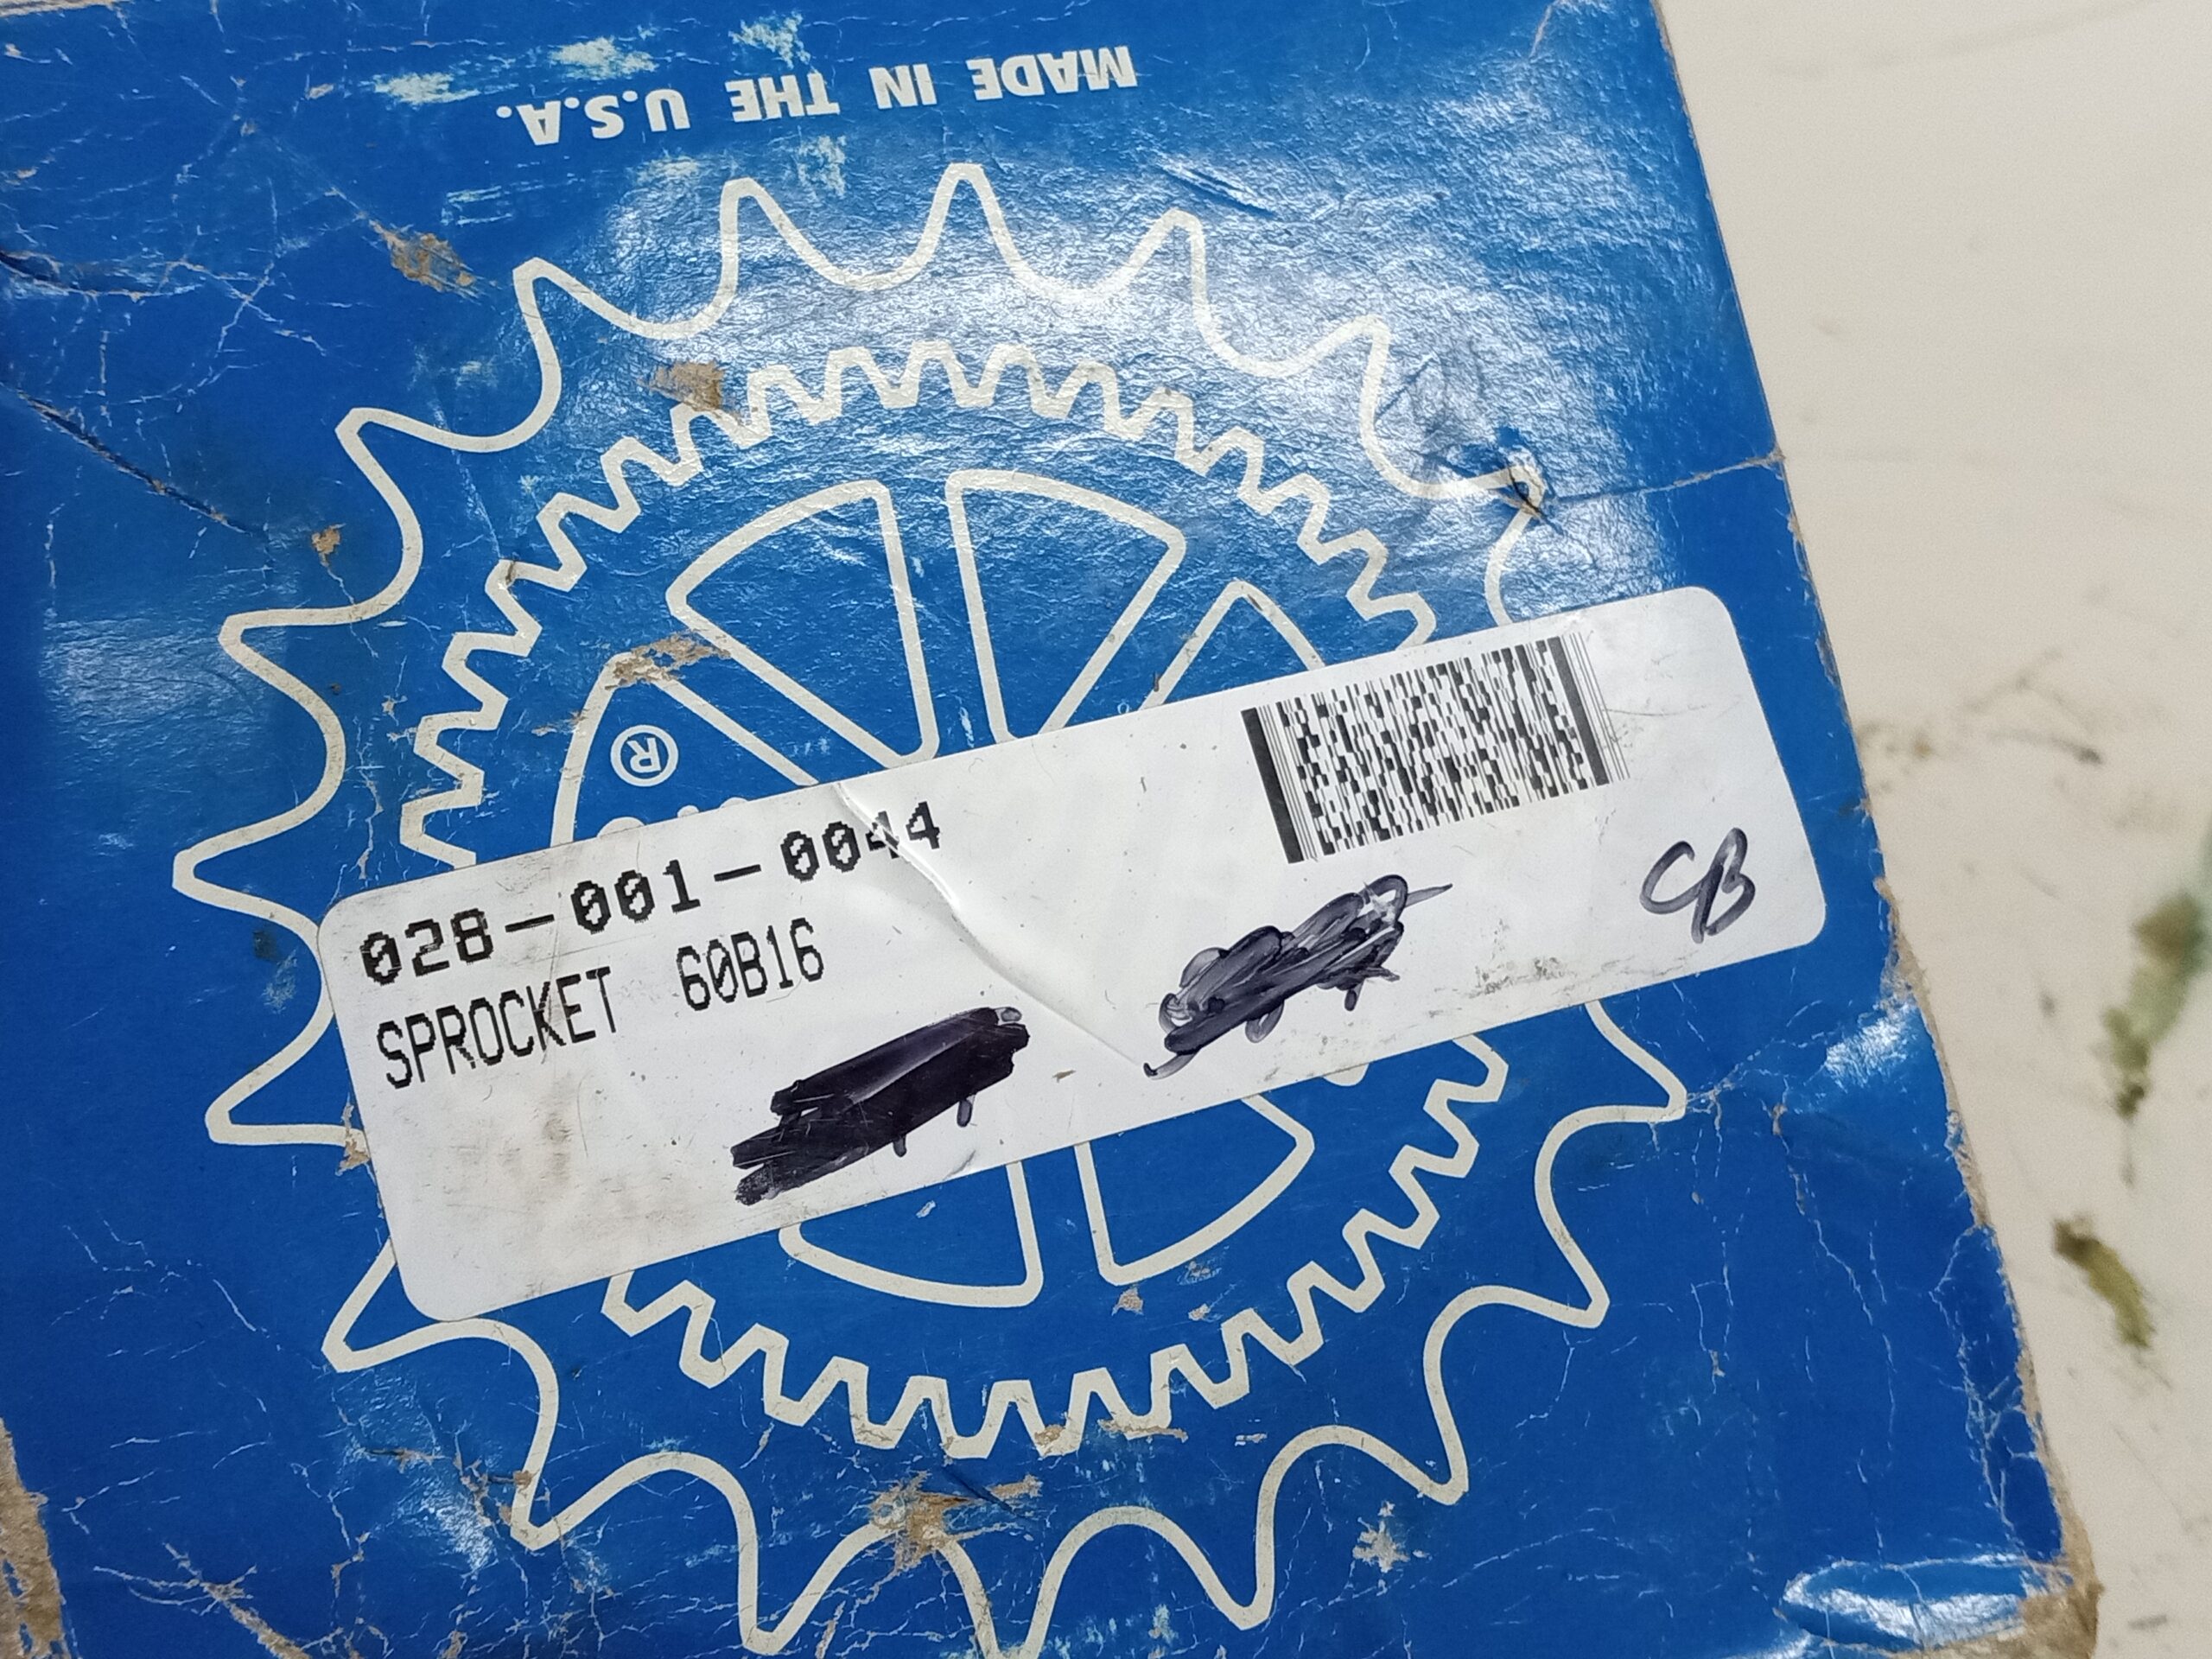 MADE IN THE U.S.A.
®
028-001-0044
SPROCKET 60B16
CB